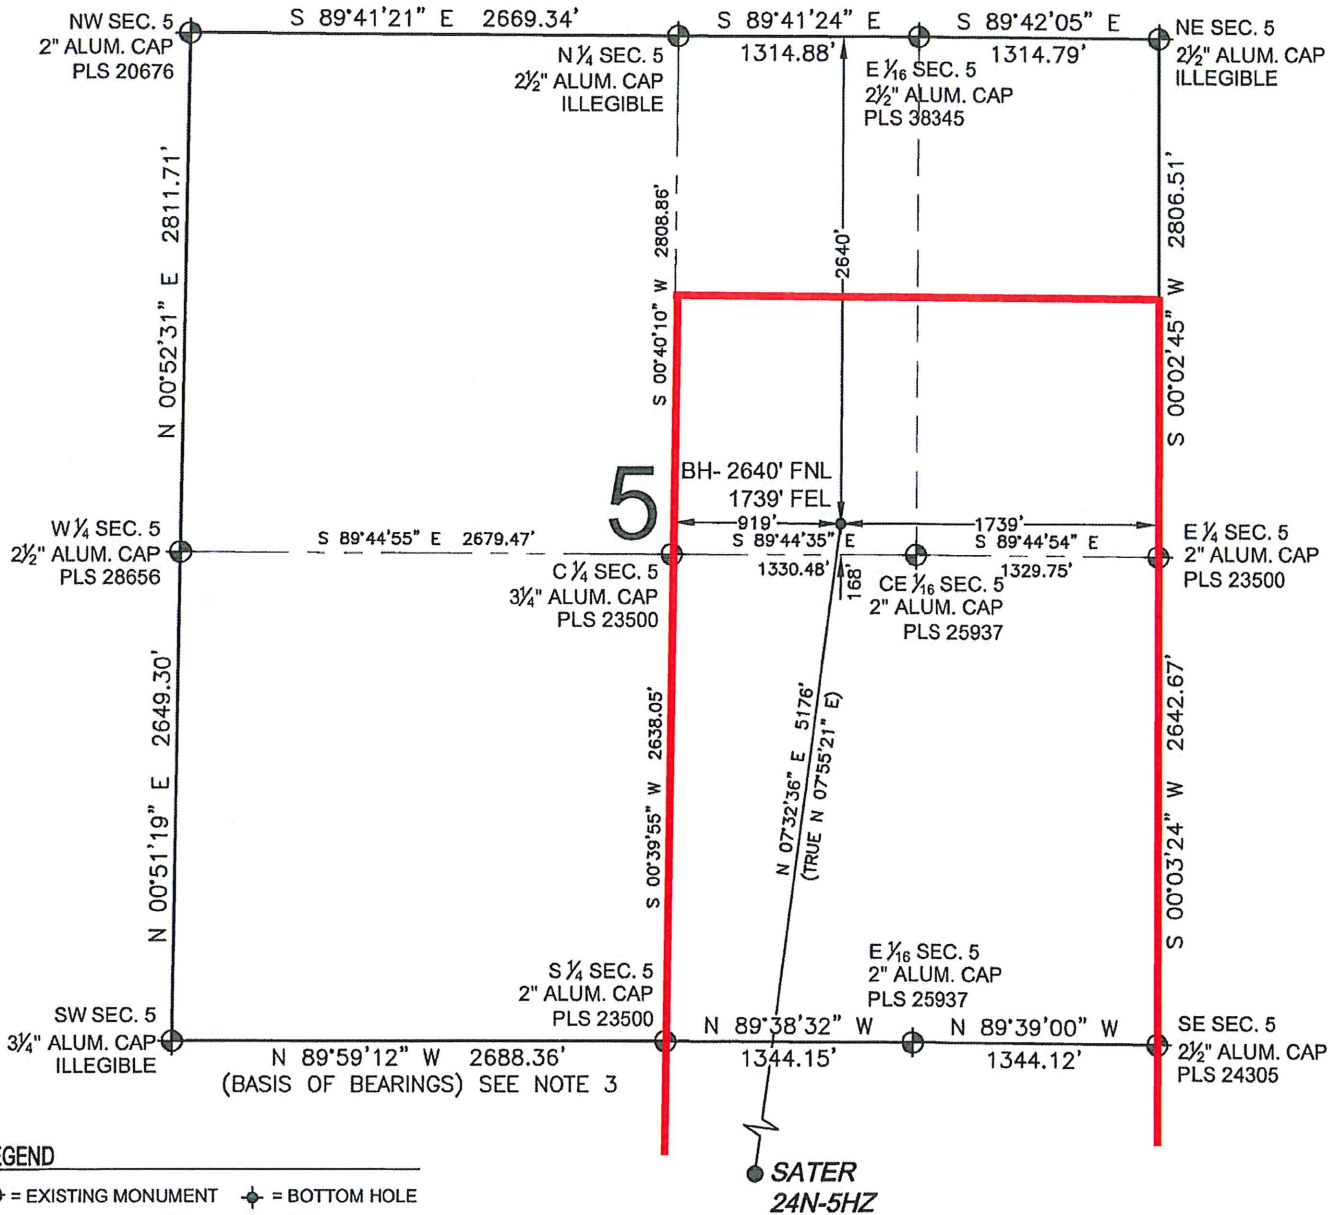 S 89°41'21" E 2669.34'
S 89°41'24" E
1314.88'
S 89°42'05" E
1314.79'
NW SEC. 5
2" ALUM. CAP
PLS 20676
N ¼ SEC. 5
2½" ALUM. CAP
ILLEGIBLE
E 1/16 SEC. 5
2½" ALUM. CAP
PLS 38345
NE SEC. 5
2½" ALUM. CAP
ILLEGIBLE
N 00°52'31" E 2811.71'
S 00°40'10" W 2808.86'
2640'
S 00°02'45" W 2806.51'
5
BH- 2640' FNL
1739' FEL
919'
1739'
W ¼ SEC. 5
2½" ALUM. CAP
PLS 28656
S 89°44'55" E 2679.47'
S 89°44'35" E
1330.48'
S 89°44'54" E
1329.75'
168'
C ¼ SEC. 5
3¼" ALUM. CAP
PLS 23500
CE 1/16 SEC. 5
2" ALUM. CAP
PLS 25937
E ¼ SEC. 5
2" ALUM. CAP
PLS 23500
N 00°51'19" E 2649.30'
S 00°39'55" W 2638.05'
N 07°32'36" E 5176'
(TRUE N 07°55'21" E)
S 00°03'24" W 2642.67'
S ¼ SEC. 5
2" ALUM. CAP
PLS 23500
E 1/16 SEC. 5
2" ALUM. CAP
PLS 25937
SW SEC. 5
3¼" ALUM. CAP
ILLEGIBLE
N 89°59'12" W 2688.36'
(BASIS OF BEARINGS) SEE NOTE 3
N 89°38'32" W
1344.15'
N 89°39'00" W
1344.12'
SE SEC. 5
2½" ALUM. CAP
PLS 24305
SATER
24N-5HZ
EGEND
= EXISTING MONUMENT = BOTTOM HOLE